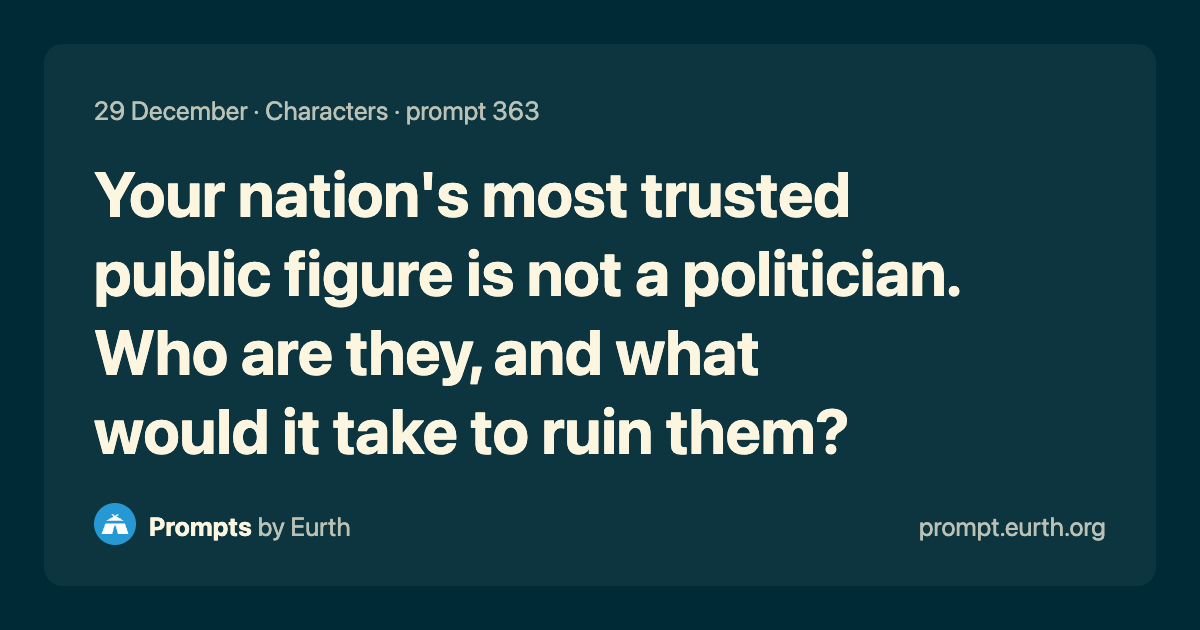 29 December · Characters · prompt 363
Your nation's most trusted
public figure is not a politician.
Who are they, and what
would it take to ruin them?
Prompts by Eurth
prompt.eurth.org